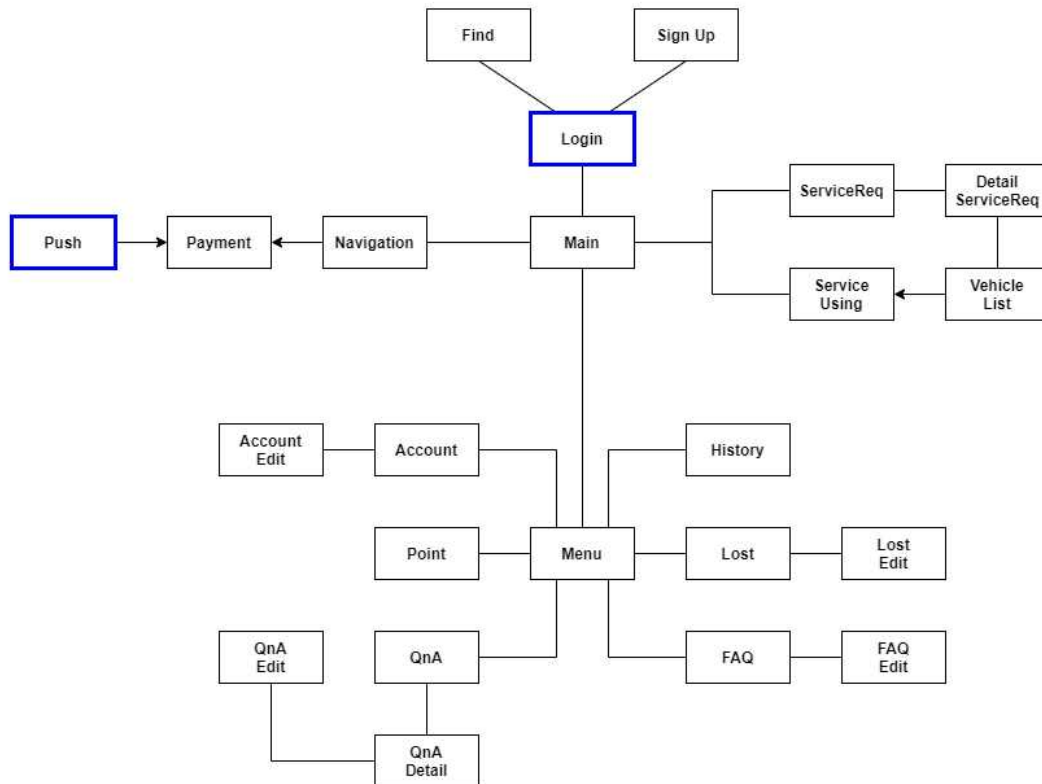 Find
Sign Up
Login
ServiceReq
Detail
ServiceReq
Push
Payment
Navigation
Main
Service
Using
Vehicle
List
Account
Edit
Account
History
Point
Menu
Lost
Lost
Edit
QnA
Edit
QnA
FAQ
FAQ
Edit
QnA
Detail